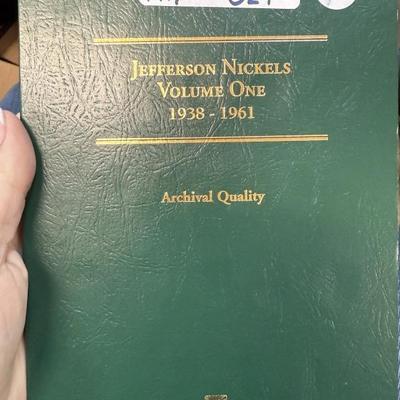 Jefferson Nickels
Volume One
1938 - 1961
Archival Quality